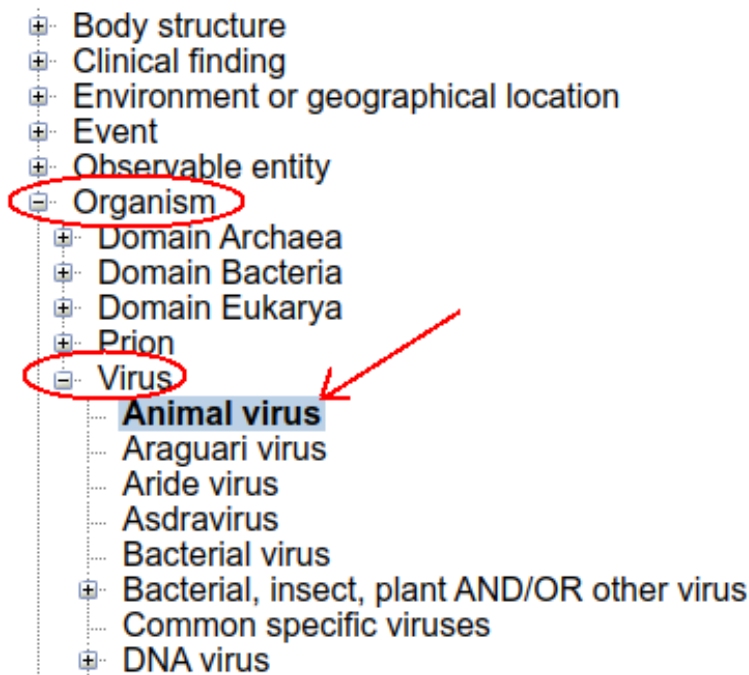 Body structure
Clinical finding
Environment or geographical location
Event
Observable entity
Organism
Domain Archaea
Domain Bacteria
Domain Eukarya
Prion
Virus
Animal virus
Araguari virus
Aride virus
Asdravirus
Bacterial virus
Bacterial, insect, plant AND/OR other virus
Common specific viruses
DNA virus